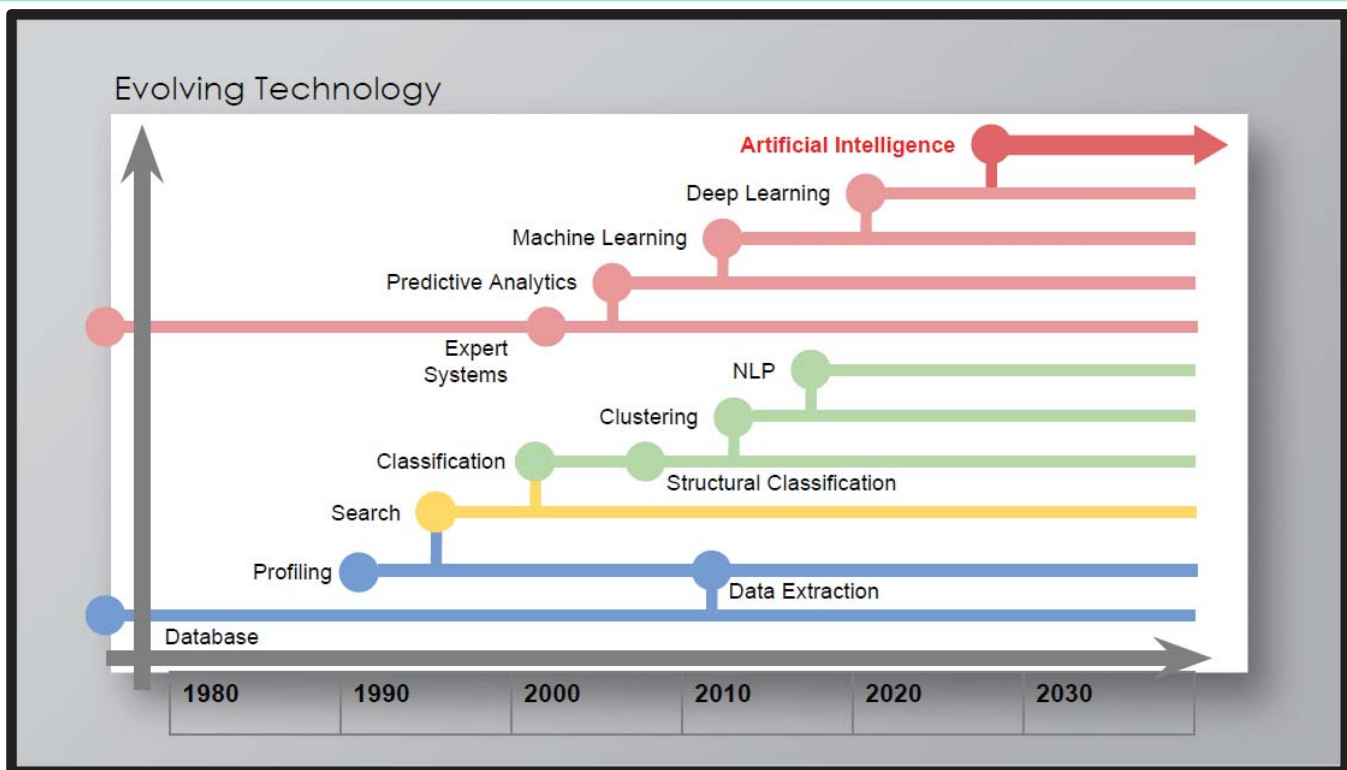 Evolving Technology
Artificial Intelligence
Deep Learning
Machine Learning
Predictive Analytics
Expert
Systems
NLP
Clustering
Classification
Structural Classification
Search
Profiling
Data Extraction
Database
1980 1990 2000 2010 2020 2030